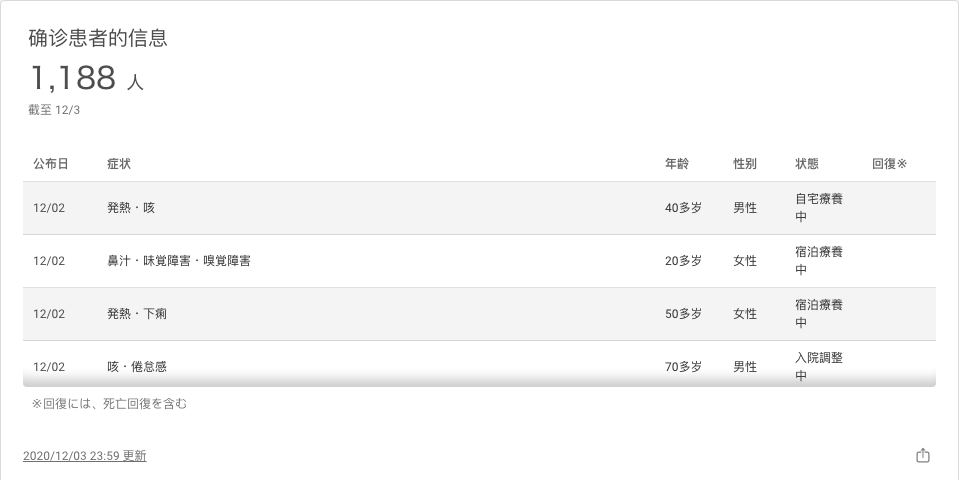 确诊患者的信息
1,188 人
截至 12/3
公布日 症状 年龄 性别 状態 回復※
12/02 発熱・咳 40多岁 男性 自宅療養
中
12/02 鼻汁・味覚障害・嗅覚障害 20多岁 女性 宿泊療養
中
12/02 発熱・下痢 50多岁 女性 宿泊療養
中
12/02 咳・倦怠感 70多岁 男性 入院調整
中
※回復には、死亡回復を含む
2020/12/03 23:59 更新